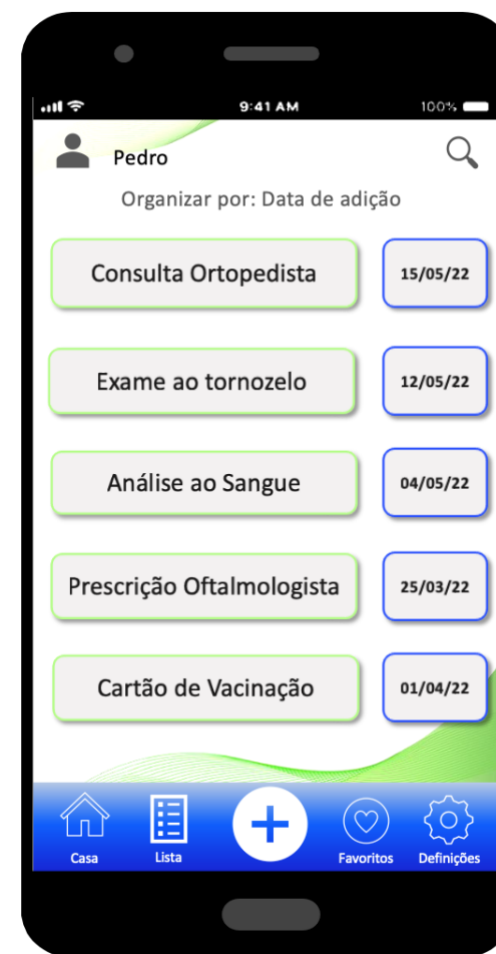 9:41 AM 100%
Pedro
Organizar por: Data de adição
Consulta Ortopedista 15/05/22
Exame ao tornozelo 12/05/22
Análise ao Sangue 04/05/22
Prescrição Oftalmologista 25/03/22
Cartão de Vacinação 01/04/22
Casa Lista Favoritos Definições